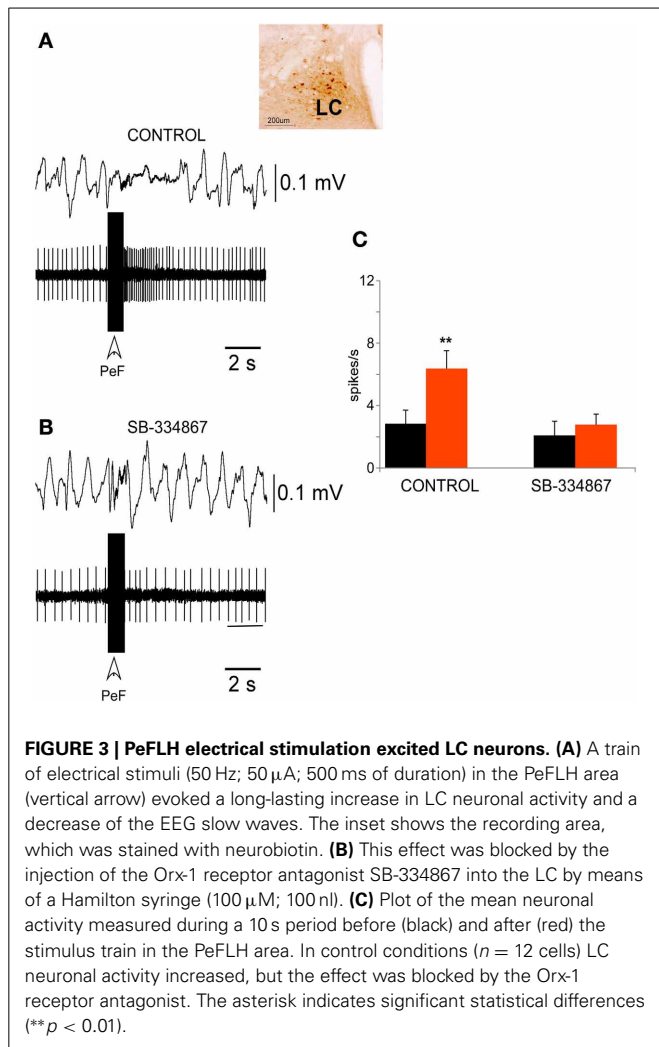 A
LC
200um
CONTROL
0.1 mV
2 s
PeF
C
spikes/s
12
8
4
0
**
CONTROL SB-334867
B
SB-334867
0.1 mV
2 s
PeF
FIGURE 3 | PeFLH electrical stimulation excited LC neurons. (A) A train
of electrical stimuli (50 Hz; 50 μA; 500 ms of duration) in the PeFLH area
(vertical arrow) evoked a long-lasting increase in LC neuronal activity and a
decrease of the EEG slow waves. The inset shows the recording area,
which was stained with neurobiotin. (B) This effect was blocked by the
injection of the Orx-1 receptor antagonist SB-334867 into the LC by means
of a Hamilton syringe (100 μM; 100 nl). (C) Plot of the mean neuronal
activity measured during a 10 s period before (black) and after (red) the
stimulus train in the PeFLH area. In control conditions (n = 12 cells) LC
neuronal activity increased, but the effect was blocked by the Orx-1
receptor antagonist. The asterisk indicates significant statistical differences
(**p < 0.01).